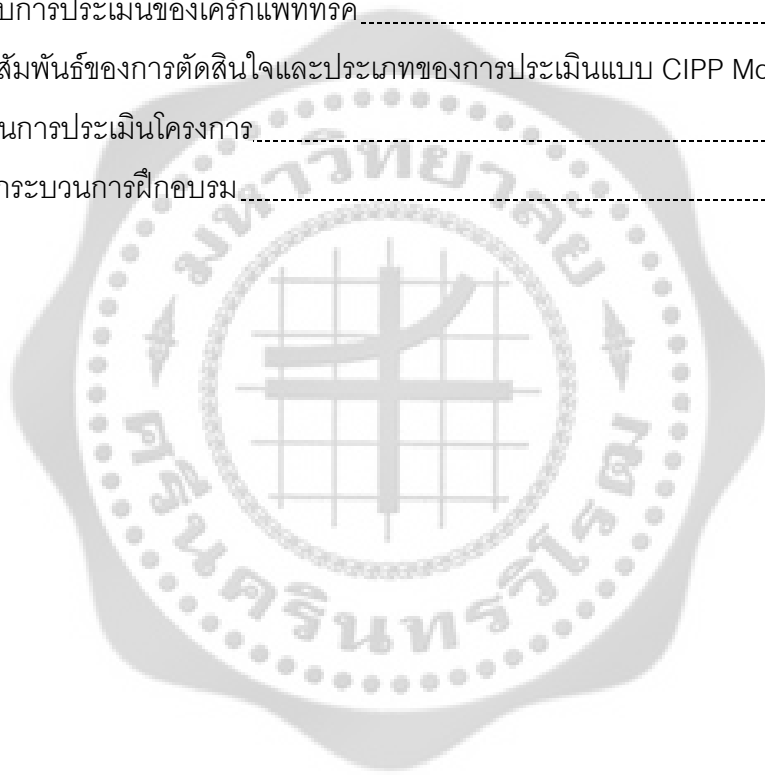 บการประเมินของเคิร์กแพททริค
สัมพันธ์ของการตัดสินใจและประเภทของการประเมินแบบ CIPP Mo
นการประเมินโครงการ
กระบวนการฝึกอบรม
มหาวิทยาลัย
ศรีนครินทรวิโรฒ